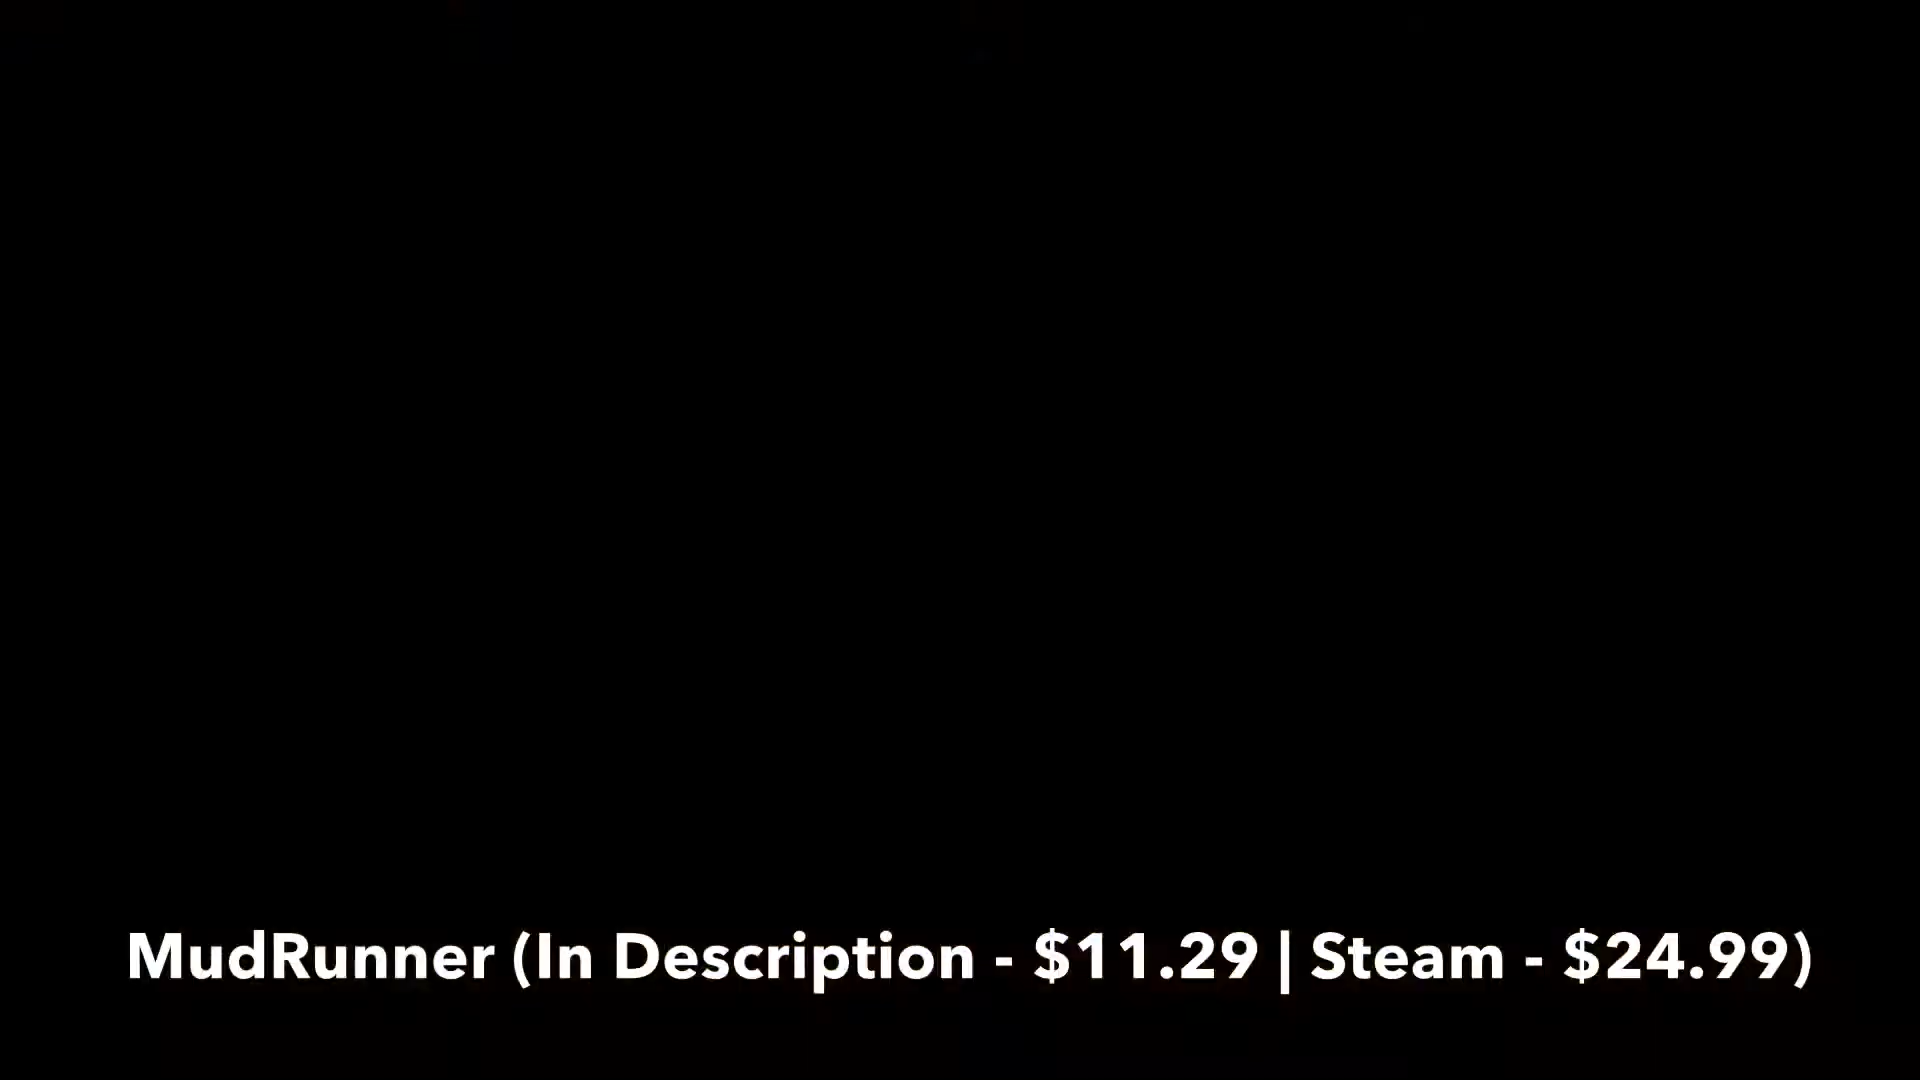 MudRunner (In Description - $11.29 | Steam - $24.99)